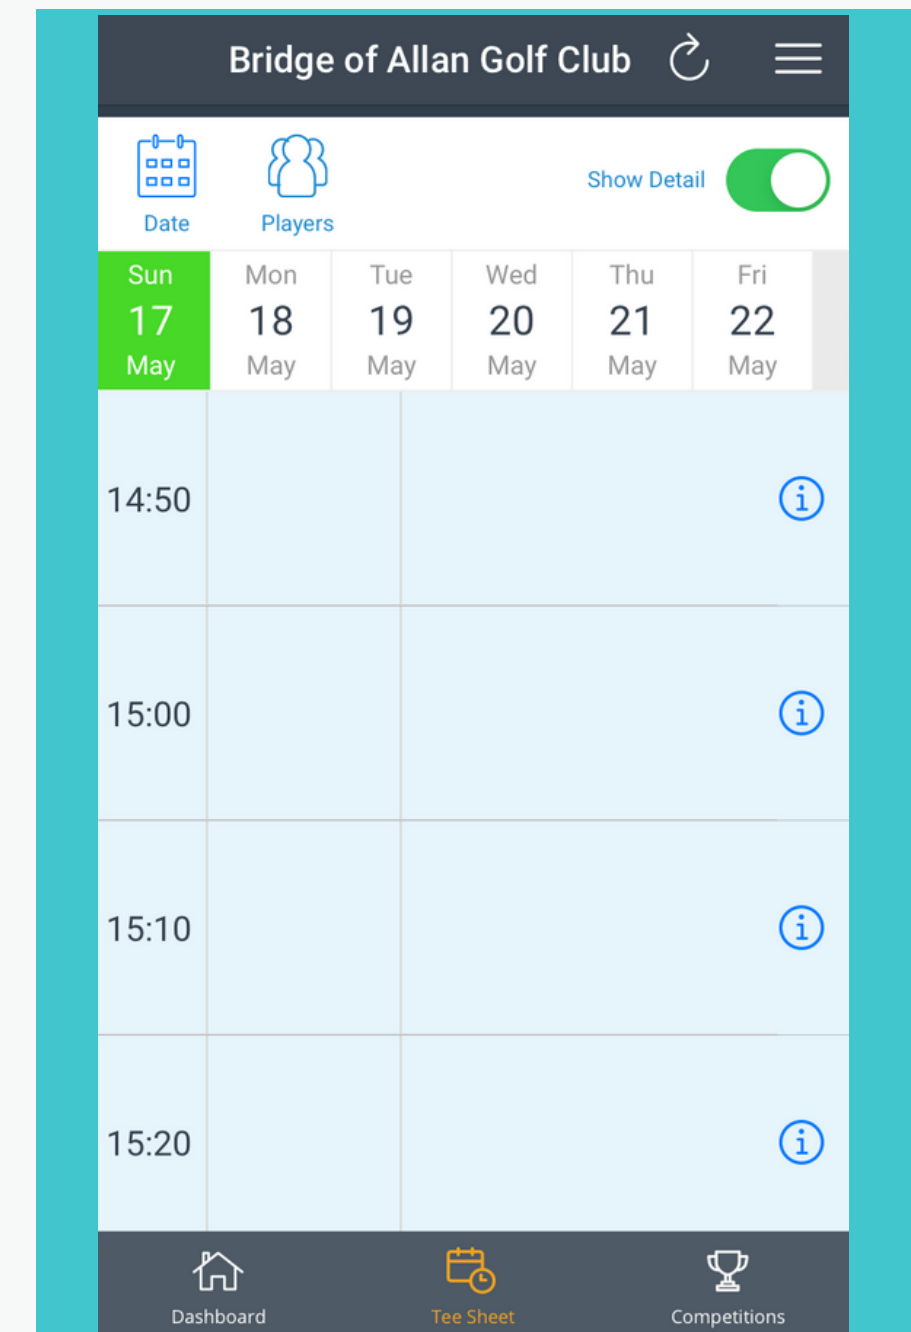 Bridge of Allan Golf Club
Date
Players
Show Detail
Sun Mon Tue Wed Thu Fri
17 18 19 20 21 22
May May May May May May
14:50
15:00
15:10
15:20
Dashboard Tee Sheet Competitions